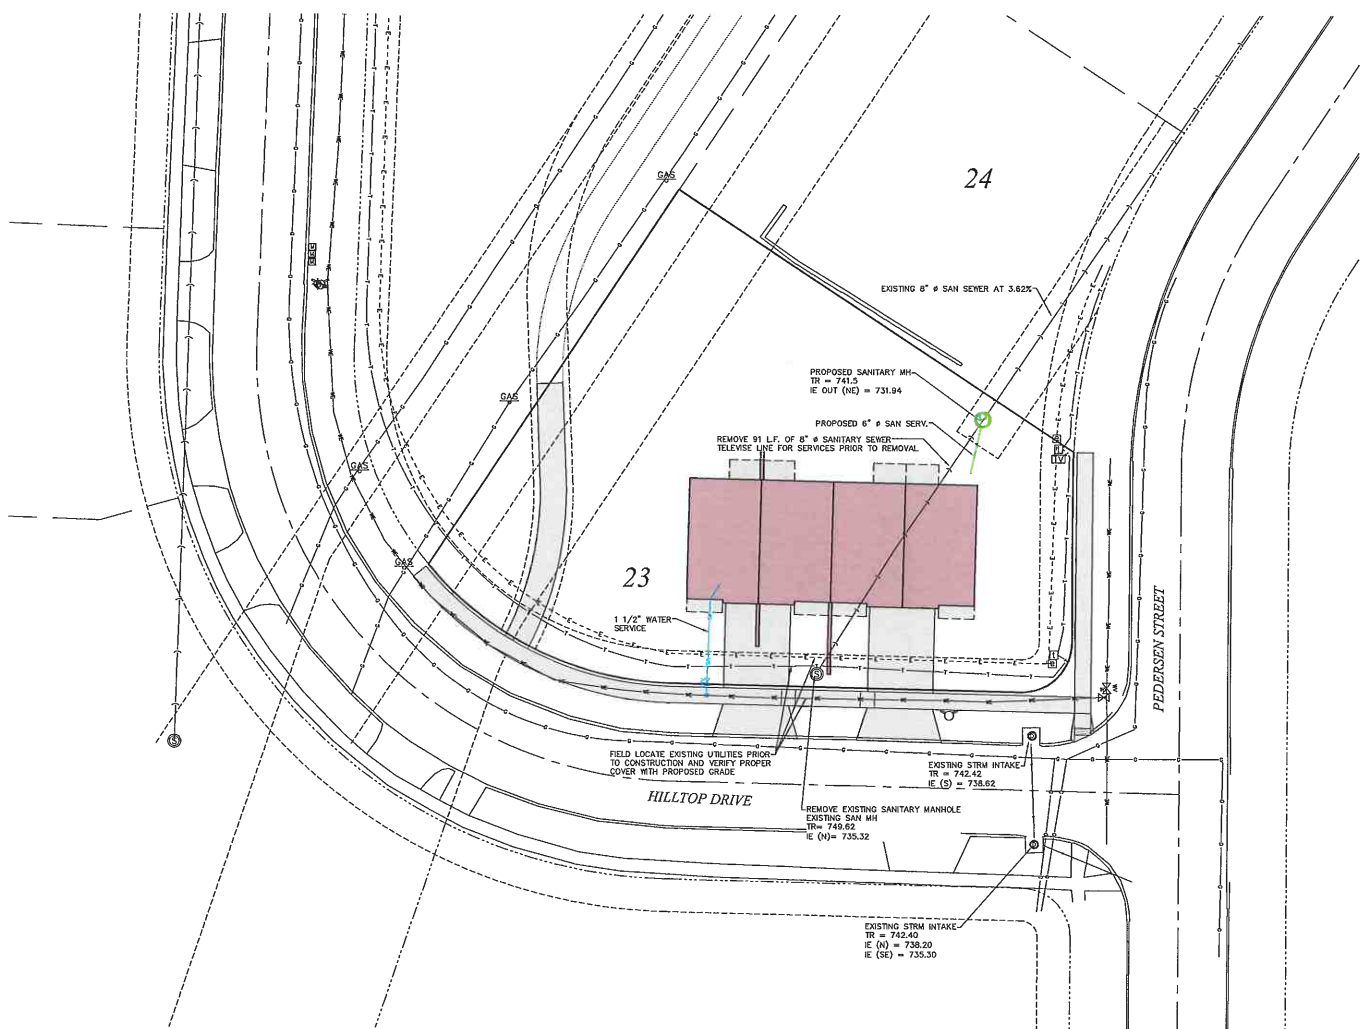 24
GAS
EXISTING 8" ø SAN SEWER AT 3.62%
PROPOSED SANITARY MH
TR = 741.5
IE OUT (NE) = 731.94
GAS
PROPOSED 6" ø SAN SERV.
REMOVE 91 L.F. OF 8" ø SANITARY SEWER
TELEVISE LINE FOR SERVICES PRIOR TO REMOVAL
GAS
GAS
23
1 1/2" WATER
SERVICE
PEDERSEN STREET
S
S
FIELD LOCATE EXISTING UTILITIES PRIOR
TO CONSTRUCTION AND VERIFY PROPER
COVER WITH PROPOSED GRADE
EXISTING STRM INTAKE
TR = 742.42
IE (S) = 738.62
HILLTOP DRIVE
REMOVE EXISTING SANITARY MANHOLE
EXISTING SAN MH
TR= 749.62
IE (N)= 735.32
EXISTING STRM INTAKE
TR = 742.40
IE (N) = 738.20
IE (SE) = 735.30